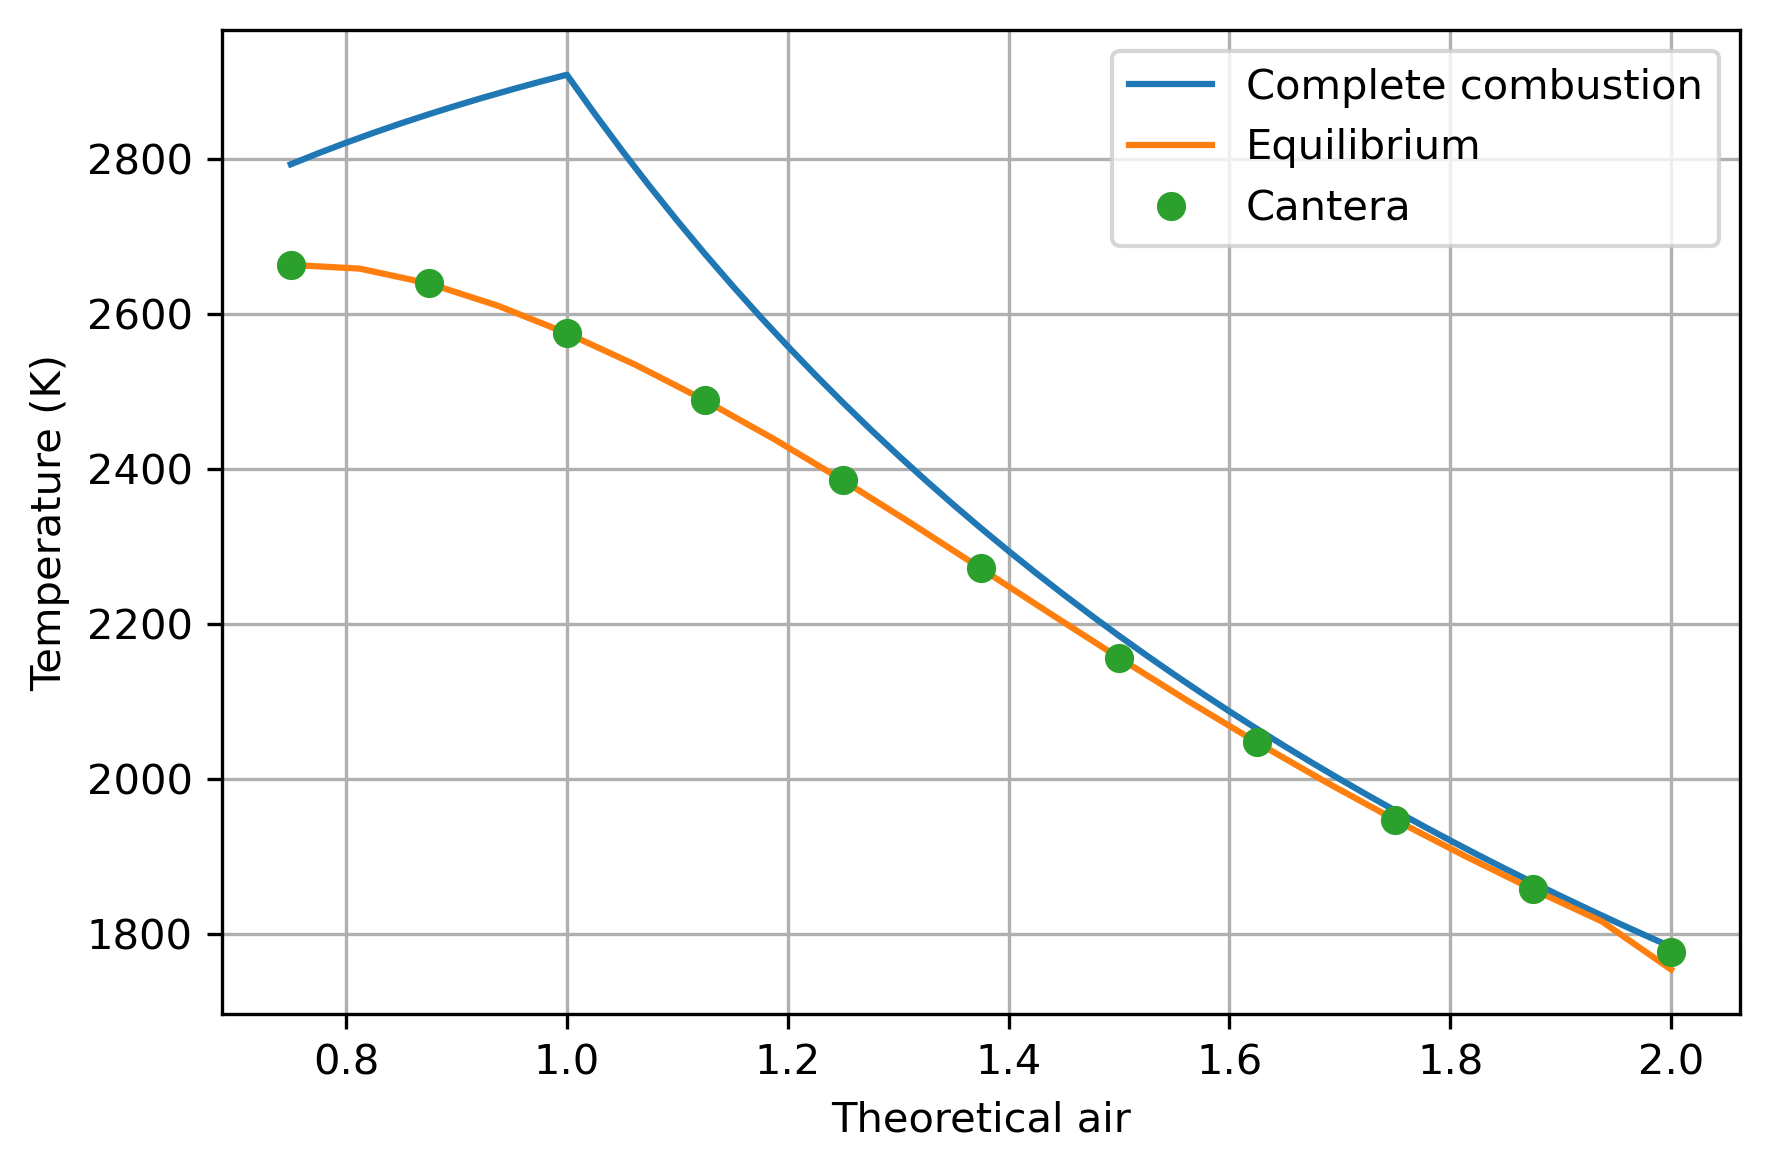 Complete combustion
Equilibrium
Cantera
2800
2600
2400
2200
2000
1800
Temperature (K)
0.8 1.0 1.2 1.4 1.6 1.8 2.0
Theoretical air